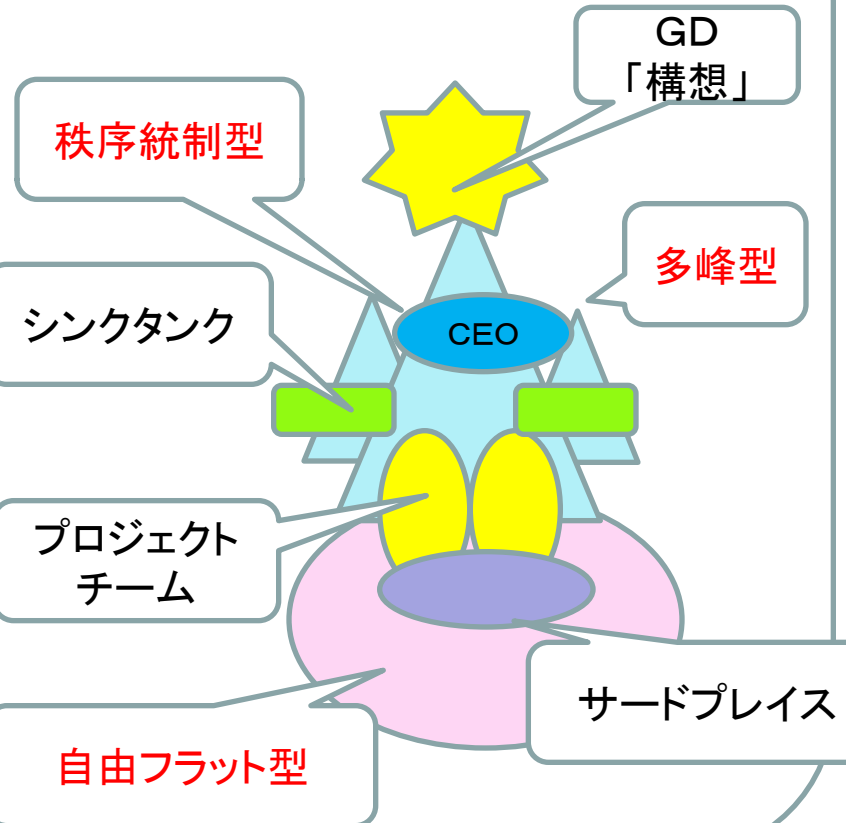 GD
「構想」
秩序統制型
多峰型
シンクタンク
CEO
プロジェクト
チーム
サードプレイス
自由フラット型